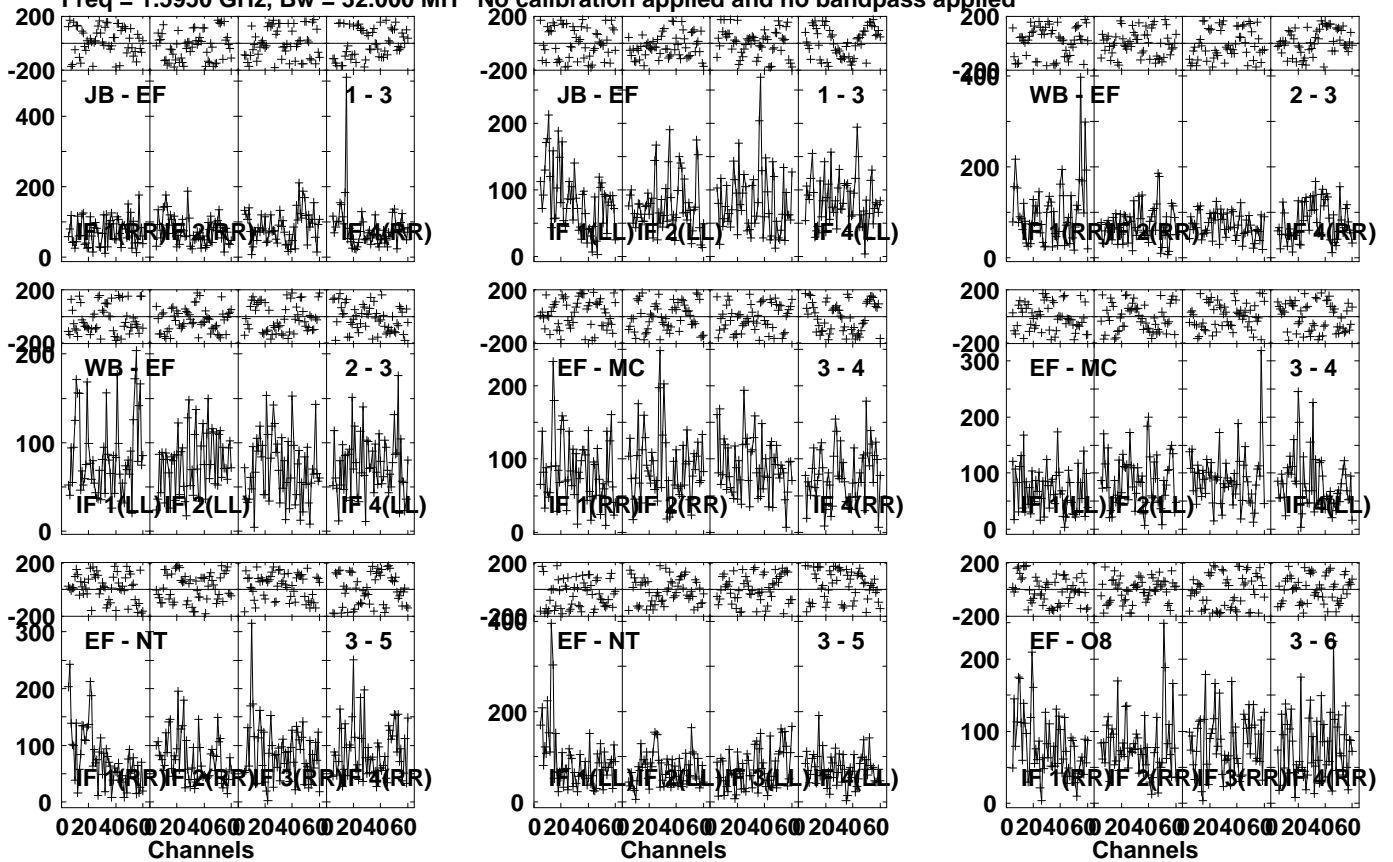 Freq = 1.5950 GHz, Bw = 32.000 MH No calibration applied and no bandpass applied
200
-200
JB - EF 1 - 3
400
200
0
IF 1(RR) IF 2(RR) IF 4(RR)
JB - EF 1 - 3
200
100
0
IF 1(LL) IF 2(LL) IF 4(LL)
200
-200
400
WB - EF 2 - 3
200
0
IF 1(RR) IF 2(RR) IF 4(RR)
200
-200
200
WB - EF 2 - 3
100
0
IF 1(LL) IF 2(LL) IF 4(LL)
200
-200
EF - MC 3 - 4
200
100
0
IF 1(RR) IF 2(RR) IF 4(RR)
200
-200
300
EF - MC 3 - 4
200
100
0
IF 1(LL) IF 2(LL) IF 4(LL)
200
-200
300
EF - NT 3 - 5
200
100
0
IF 1(RR) IF 2(RR) IF 3(RR) IF 4(RR)
0 20 40 60 0 20 40 60 0 20 40 60 0 20 40 60
Channels
200
-200
400
EF - NT 3 - 5
200
0
IF 1(LL) IF 2(LL) IF 3(LL) IF 4(LL)
0 20 40 60 0 20 40 60 0 20 40 60 0 20 40 60
Channels
200
-200
EF - O8 3 - 6
200
100
0
IF 1(RR) IF 2(RR) IF 3(RR) IF 4(RR)
0 20 40 60 0 20 40 60 0 20 40 60 0 20 40 60
Channels